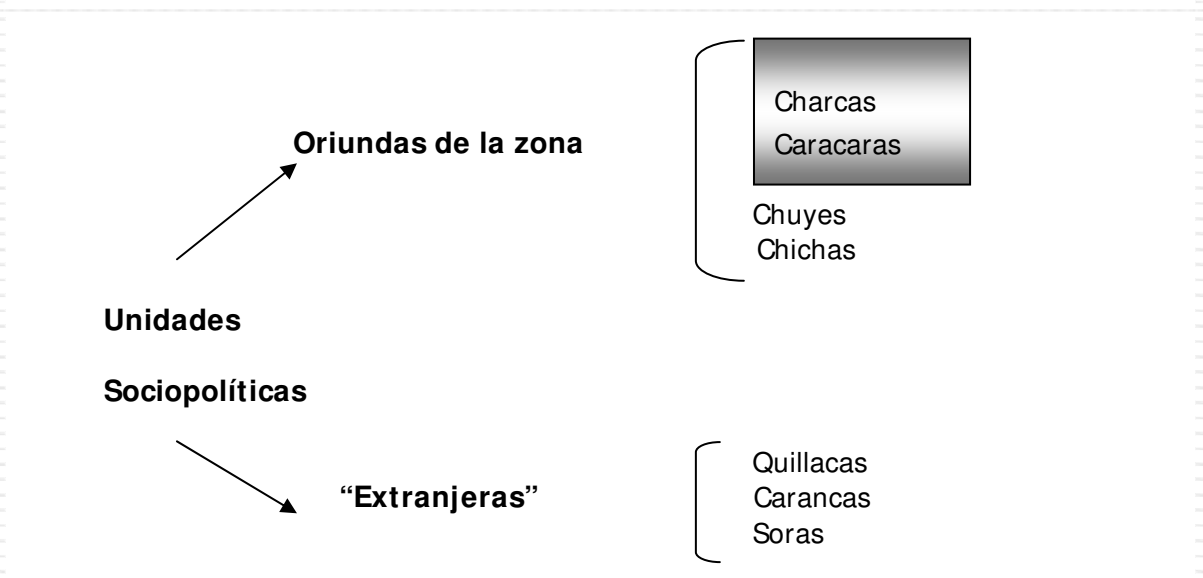 Oriundas de la zona
Charcas
Caracaras
Chuyes
Chichas
Unidades
Sociopolíticas
“Extranjeras”
Quillacas
Carancas
Soras